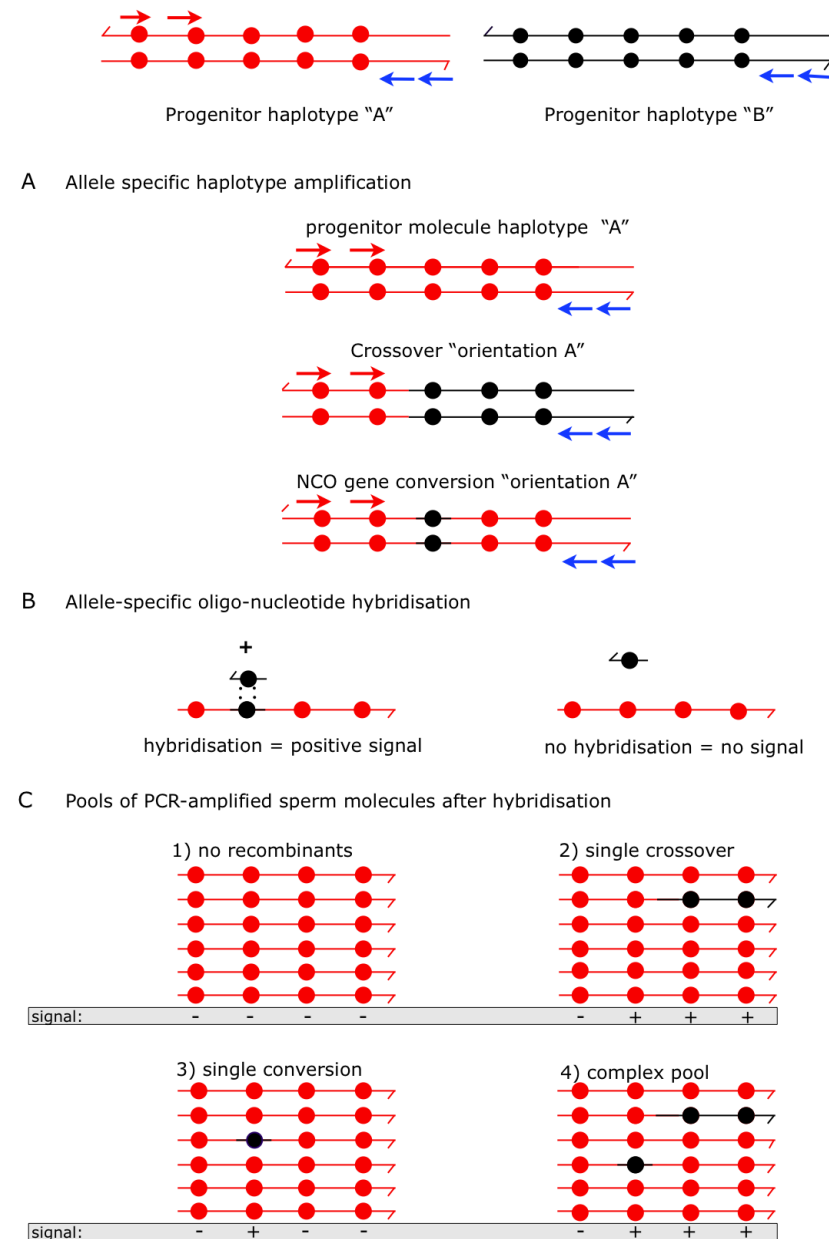 Progenitor haplotype “A”
Progenitor haplotype “B”
A Allele specific haplotype amplification
progenitor molecule haplotype “A”
Crossover “orientation A”
NCO gene conversion “orientation A”
B Allele-specific oligo-nucleotide hybridisation
+
hybridisation = positive signal
no hybridisation = no signal
C Pools of PCR-amplified sperm molecules after hybridisation
1) no recombinants
2) single crossover
signal: - - - - - + + +
3) single conversion
4) complex pool
signal: - + - - - + + +